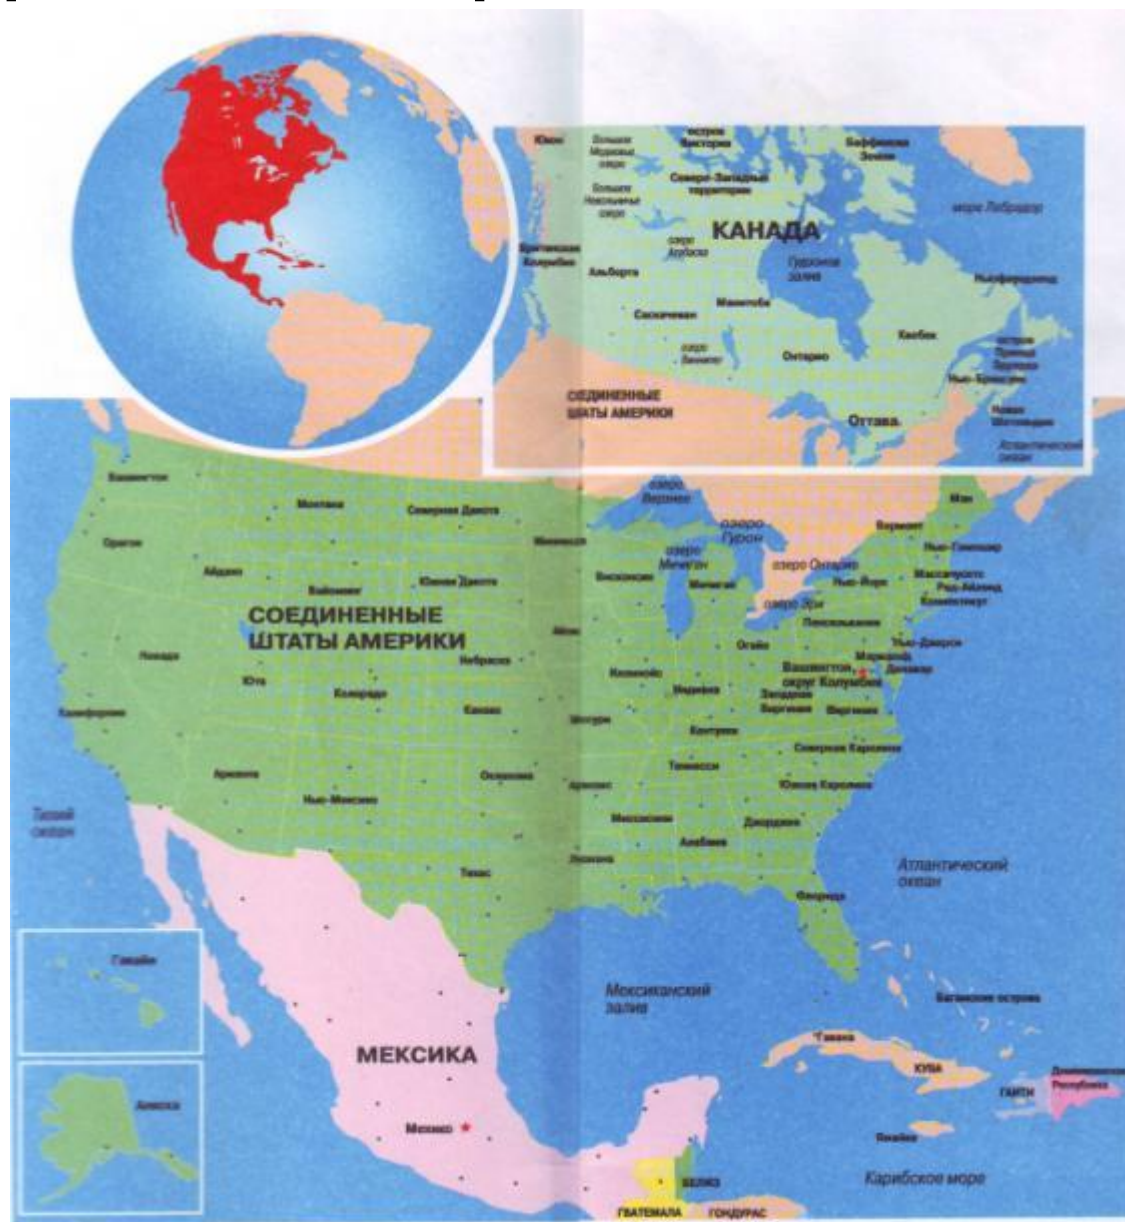 Юкон
Большое
Медвежье
озеро
остров
Виктория
Баффинова
Земля
Северо-Западные
территории
Большое
Невольничье
озеро
море Лабрадор
КАНАДА
озеро
Атабаска
Британская
Колумбия
Гудзонов
залив
Альберта
Ньюфаундленд
Манитоба
Саскачеван
Квебек
озеро
Виннипег
Онтарио
остров
Принца
Эдуарда
Нью-Брансуик
СОЕДИНЕННЫЕ
ШТАТЫ АМЕРИКИ
Оттава
Новая
Шотландия
Атлантический
океан
Вашингтон
Монтана
Северная Дакота
озеро
Верхнее
Мэн
озеро
Гурон
Вермонт
Орегон
Миннесота
Нью-Гемпшир
озеро
Мичиган
озеро Онтарио
Айдахо
Вайоминг
Южная Дакота
Висконсин
Мичиган
Нью-Йорк
Массачусетс
Род-Айленд
Коннектикут
озеро Эри
СОЕДИНЕННЫЕ
ШТАТЫ АМЕРИКИ
Пенсильвания
Айова
Огайо
Нью-Джерси
Невада
Небраска
Мэриленд
Делавэр
Вашингтон,
округ Колумбия
Юта
Колорадо
Иллинойс
Индиана
Западная
Виргиния
Виргиния
Калифорния
Канзас
Миссури
Кентукки
Северная Каролина
Теннесси
Аризона
Оклахома
Арканзас
Южная Каролина
Нью-Мексико
Миссисипи
Джорджия
Тихий
океан
Алабама
Техас
Луизиана
Атлантический
океан
Флорида
Гавайи
Мексиканский
залив
Багамские острова
МЕКСИКА
Гавана
КУБА
Доминиканская
Республика
ГАИТИ
Аляска
Мехико
Ямайка
БЕЛИЗ
Карибское море
ГВАТЕМАЛА
ГОНДУРАС